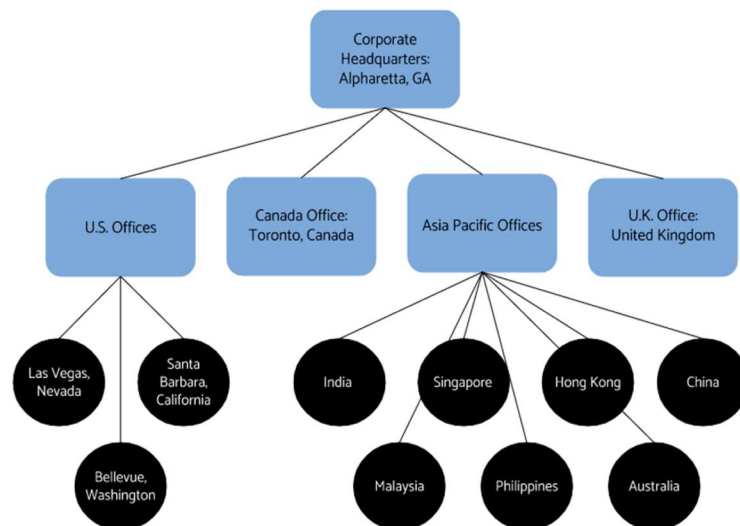 Corporate
Headquarters:
Alpharetta, GA
U.S. Offices
Canada Office:
Toronto, Canada
Asia Pacific Offices
U.K. Office:
United Kingdom
Las Vegas,
Nevada
Santa
Barbara,
California
Bellevue,
Washington
India
Singapore
Hong Kong
China
Malaysia
Philippines
Australia